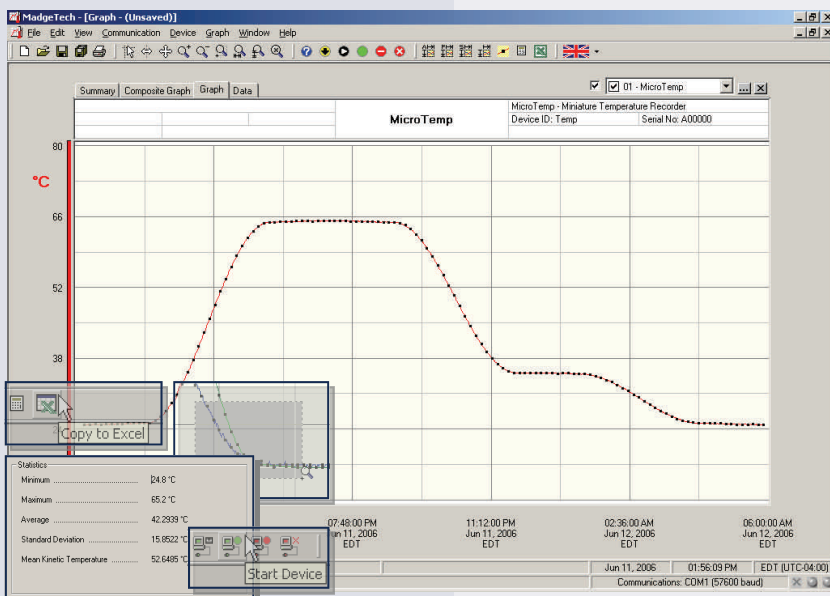 MadgeTech - [Graph - (Unsaved)]
File Edit View Communication Device Graph Window Help
Summary Composite Graph Graph Data
01 - MicroTemp
MicroTemp
MicroTemp - Miniature Temperature Recorder
Device ID: Temp Serial No: A00000
80
°C
66
52
38
Copy to Excel
Statistics
Minimum 24.8 °C
Maximum 65.2 °C
Average 42.2939 °C
Standard Deviation 15.8522 °C
Mean Kinetic Temperature 52.6485 °C
Start Device
07:48:00 PM 11:12:00 PM 02:36:00 AM 06:00:00 AM
Jun 11, 2006 Jun 12, 2006 Jun 12, 2006
EDT EDT EDT EDT
Jun 11, 2006 01:56:09 PM EDT (UTC-04:00)
Communications: COM1 (57600 baud)